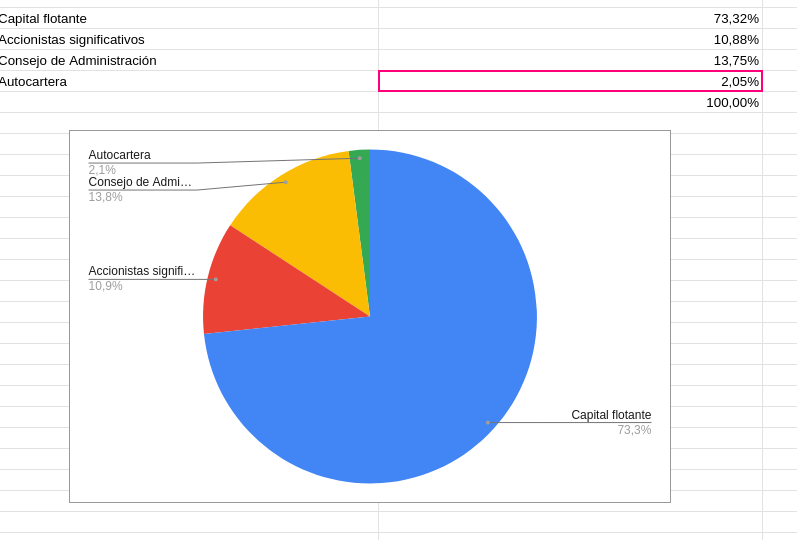 Capital flotante 73,32%
Accionistas significativos 10,88%
Consejo de Administración 13,75%
Autocartera 2,05%
100,00%
Autocartera
2,1%
Consejo de Admi…
13,8%
Accionistas signifi…
10,9%
Capital flotante
73,3%